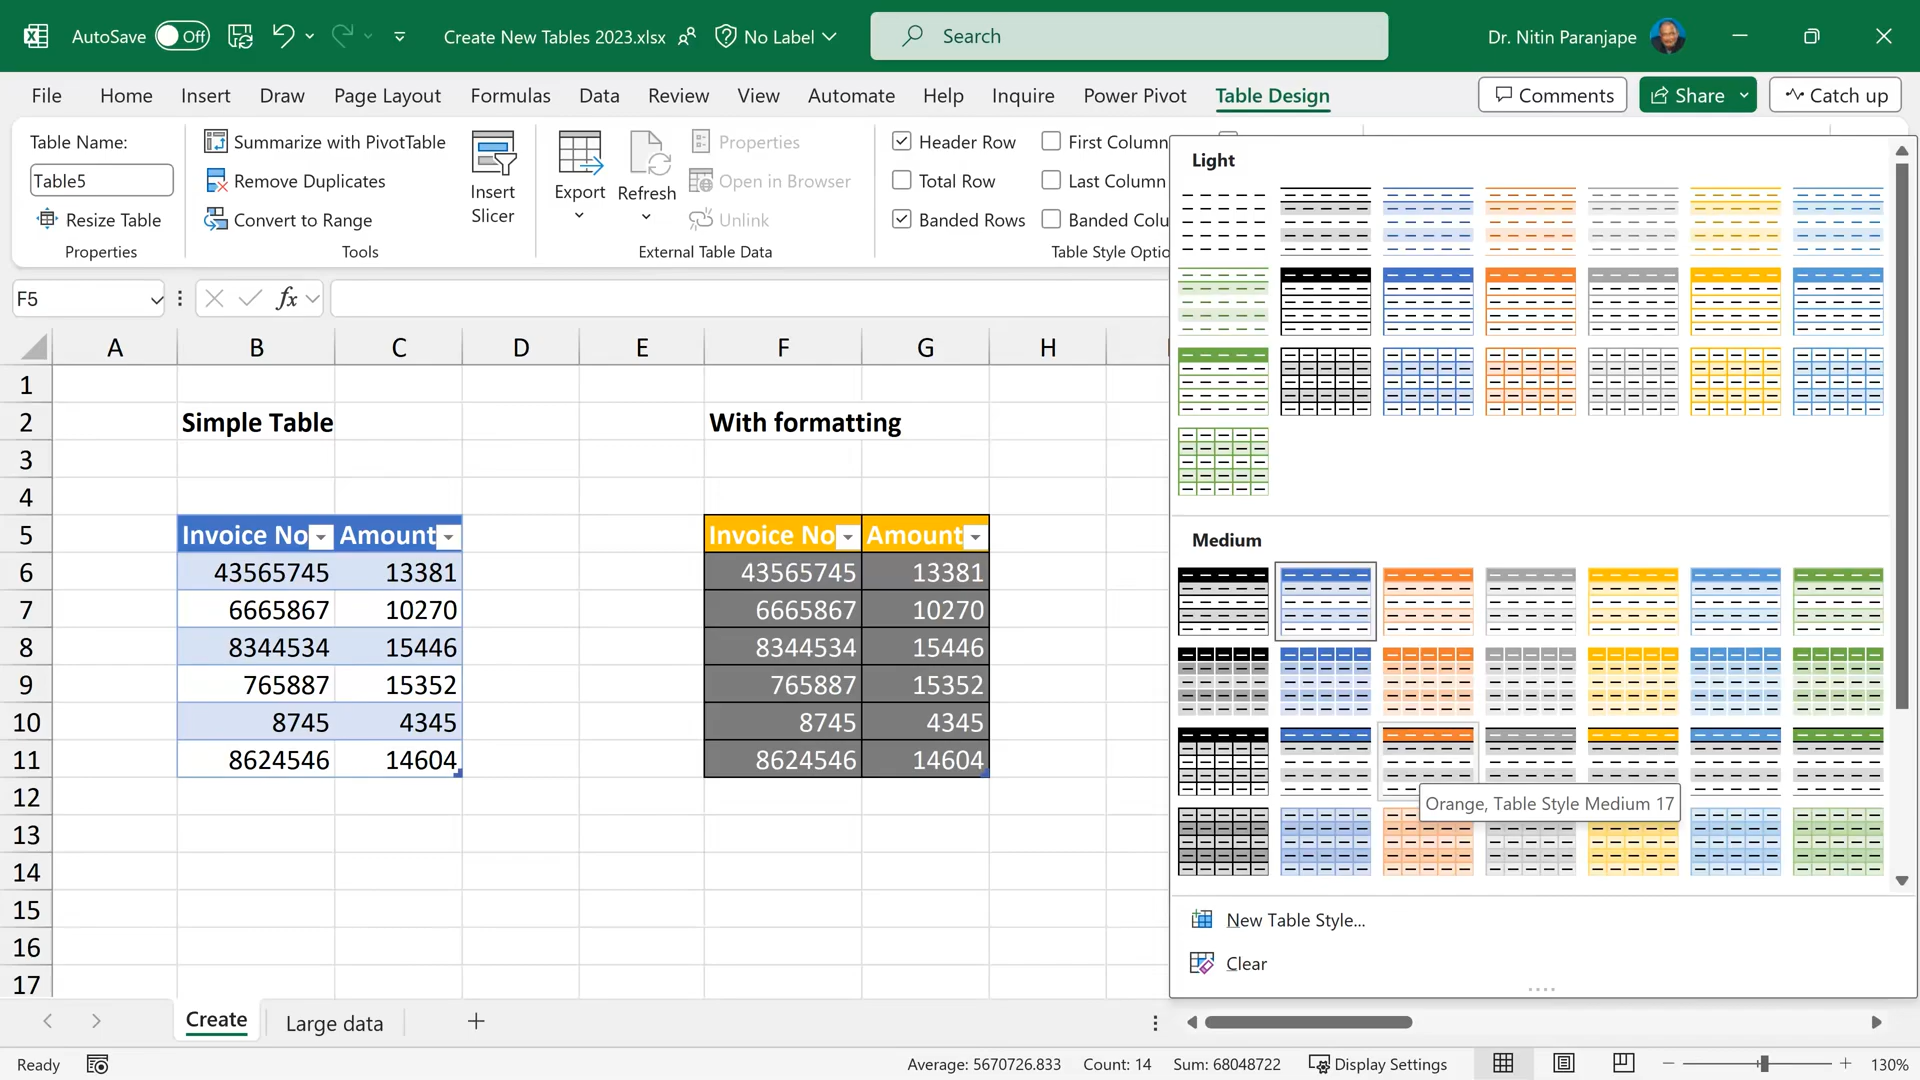 AutoSave Off Create New Tables 2023.xlsx No Label Search Dr. Nitin Paranjape
File Home Insert Draw Page Layout Formulas Data Review View Automate Help Inquire Power Pivot Table Design Comments Share Catch up
Table Name:
Table5
Resize Table
Properties
Summarize with PivotTable
Remove Duplicates
Convert to Range
Tools
Insert
Slicer
Export
Refresh
Properties
Open in Browser
Unlink
External Table Data
Header Row
Total Row
Banded Rows
First Column
Last Column
Banded Colu
Table Style Optio
F5
fx
A B C D E F G H
1
2 Simple Table With formatting
3
4
5 Invoice No Amount Invoice No Amount
6 43565745 13381 43565745 13381
7 6665867 10270 6665867 10270
8 8344534 15446 8344534 15446
9 765887 15352 765887 15352
10 8745 4345 8745 4345
11 8624546 14604 8624546 14604
12
13
14
15
16
17
Light
Medium
Orange, Table Style Medium 17
New Table Style...
Clear
Create Large data
Ready Average: 5670726.833 Count: 14 Sum: 68048722 Display Settings 130%